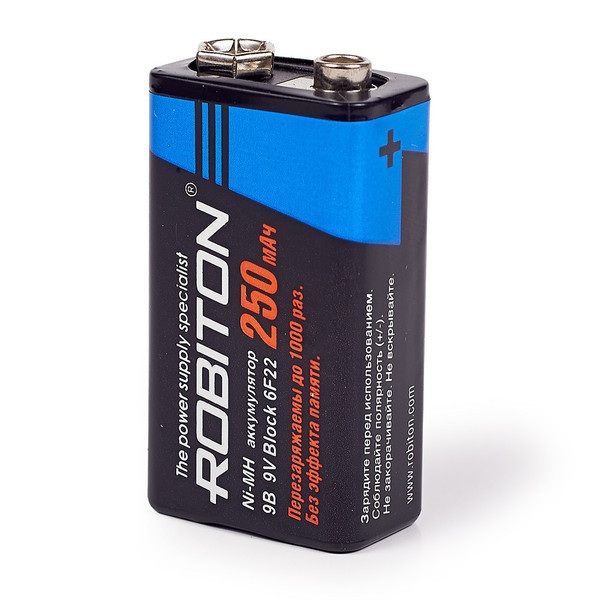 The power supply specialist
ROBITON®
Ni-MH аккумулятор
9В 9V Block 6F22
250 мАч
Перезаряжаемы до 1000 раз.
Без эффекта памяти.
+
Зарядите перед использованием.
Соблюдайте полярность (+/-).
Не закорачивайте. Не вскрывайте.
www.robiton.com